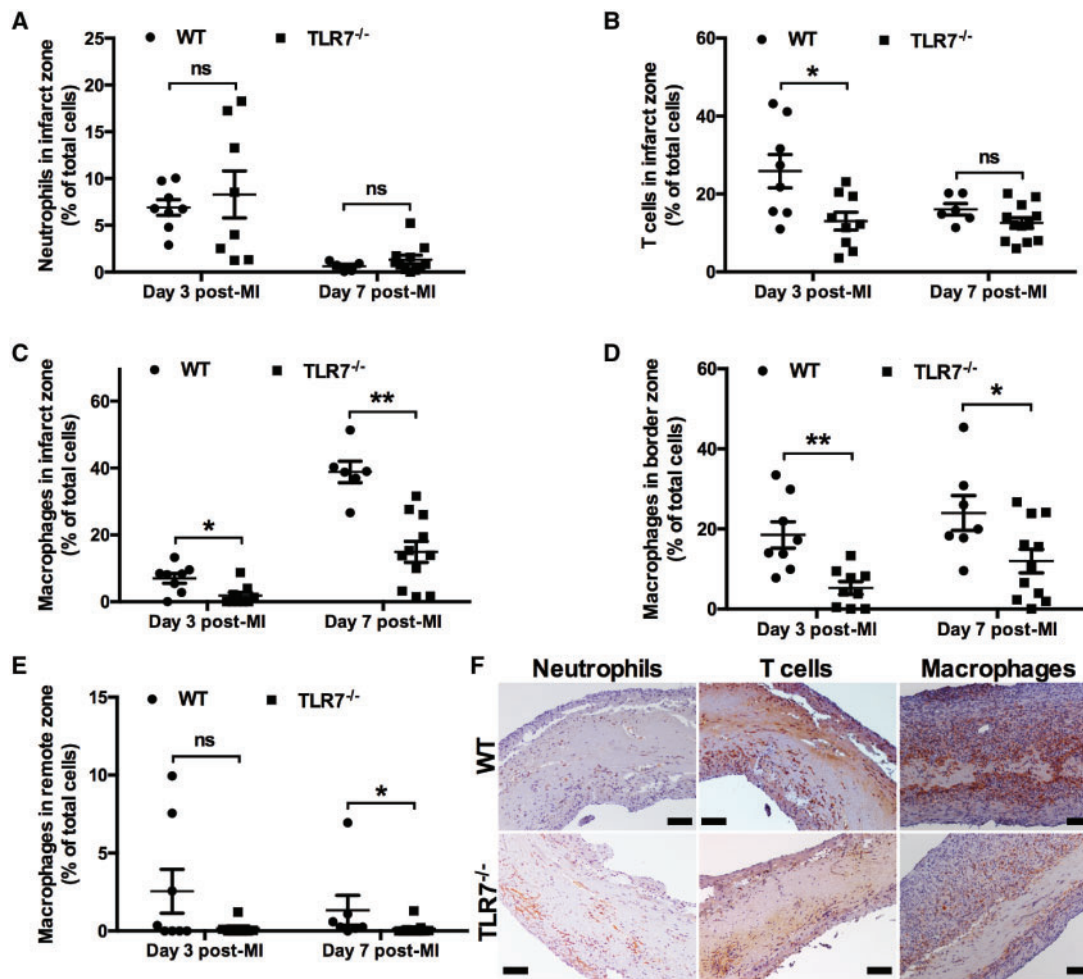 A
WT
TLR7-/-
Neutrophils in infarct zone
(% of total cells)
25
20
15
10
5
0
ns
ns
Day 3 post-MI
Day 7 post-MI
B
WT
TLR7-/-
T cells in infarct zone
(% of total cells)
60
40
20
0
*
ns
Day 3 post-MI
Day 7 post-MI
C
WT
TLR7-/-
Macrophages in infarct zone
(% of total cells)
60
40
20
0
*
**
Day 3 post-MI
Day 7 post-MI
D
WT
TLR7-/-
Macrophages in border zone
(% of total cells)
60
40
20
0
**
*
Day 3 post-MI
Day 7 post-MI
E
WT
TLR7-/-
Macrophages in remote zone
(% of total cells)
15
10
5
0
ns
*
Day 3 post-MI
Day 7 post-MI
F
Neutrophils
T cells
Macrophages
WT
TLR7-/-